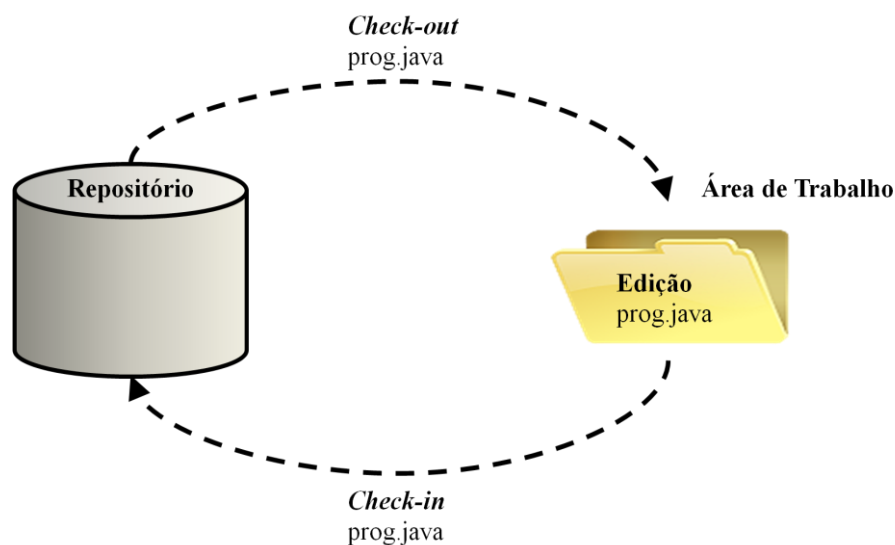 Check-out
prog.java
Repositório
Área de Trabalho
Edição
prog.java
Check-in
prog.java